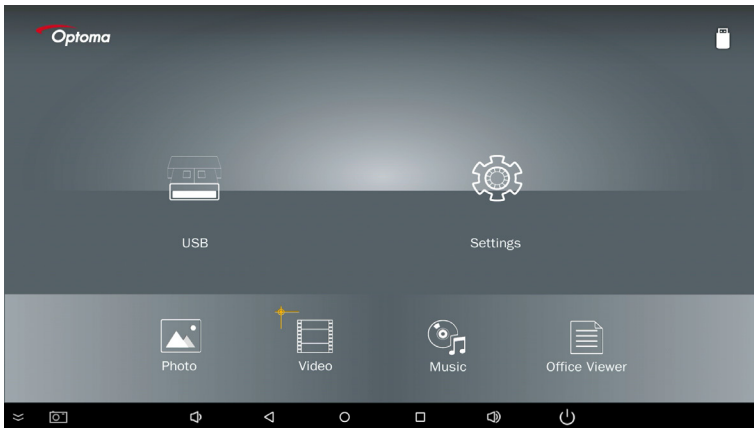 Optoma
USB
Settings
Photo
Video
Music
Office Viewer